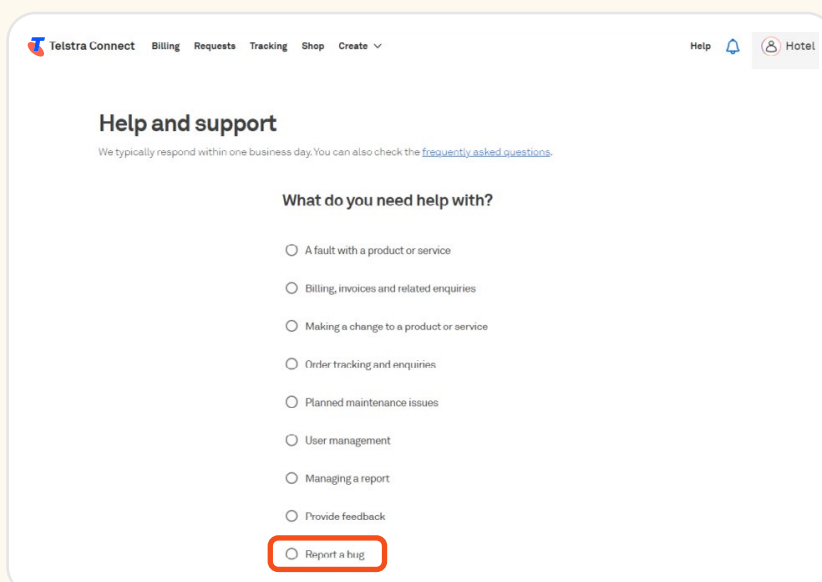 Telstra Connect Billing Requests Tracking Shop Create Help Hotel
Help and support
We typically respond within one business day. You can also check the frequently asked questions.
What do you need help with?
A fault with a product or service
Billing, invoices and related enquiries
Making a change to a product or service
Order tracking and enquiries
Planned maintenance issues
User management
Managing a report
Provide feedback
Report a bug